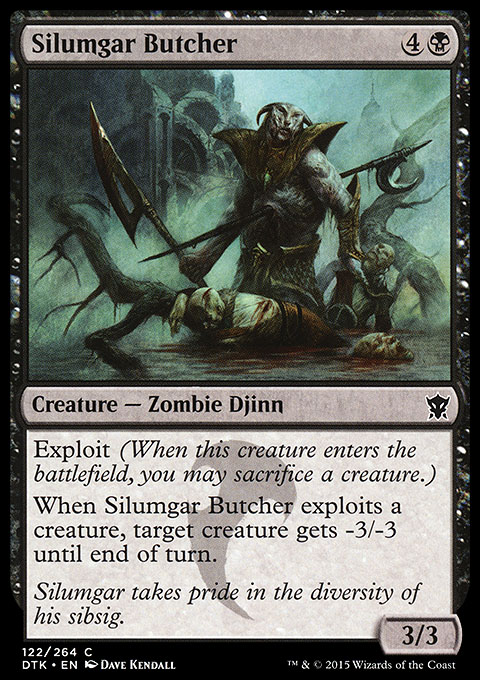 Silumgar Butcher 4
Creature — Zombie Djinn
Exploit (When this creature enters the
battlefield, you may sacrifice a creature.)
When Silumgar Butcher exploits a
creature, target creature gets -3/-3
until end of turn.
Silumgar takes pride in the diversity of
his sibsig.
3/3
122/264 C
DTK • EN Dave Kendall
™ & © 2015 Wizards of the Coast